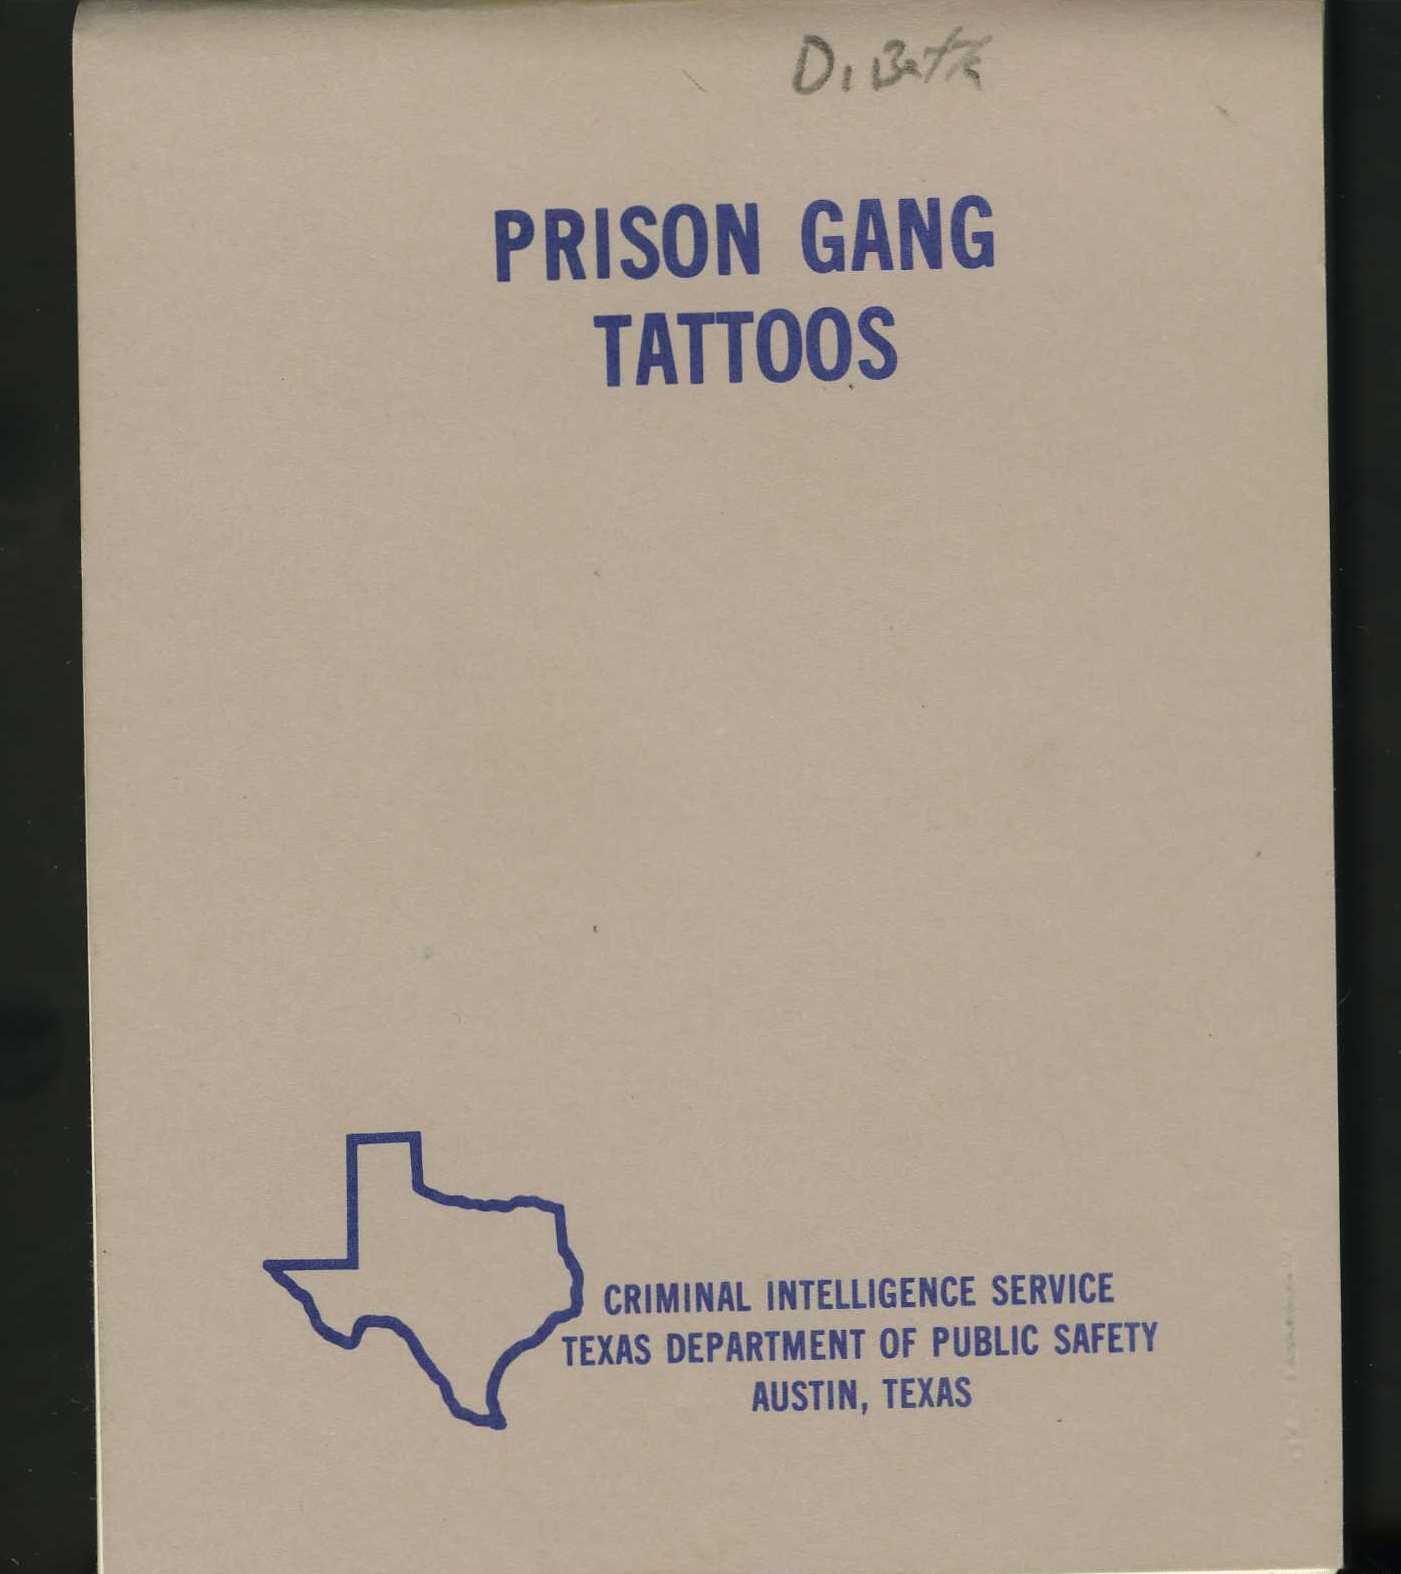 PRISON GANG
TATTOOS
CRIMINAL INTELLIGENCE SERVICE
TEXAS DEPARTMENT OF PUBLIC SAFETY
AUSTIN, TEXAS